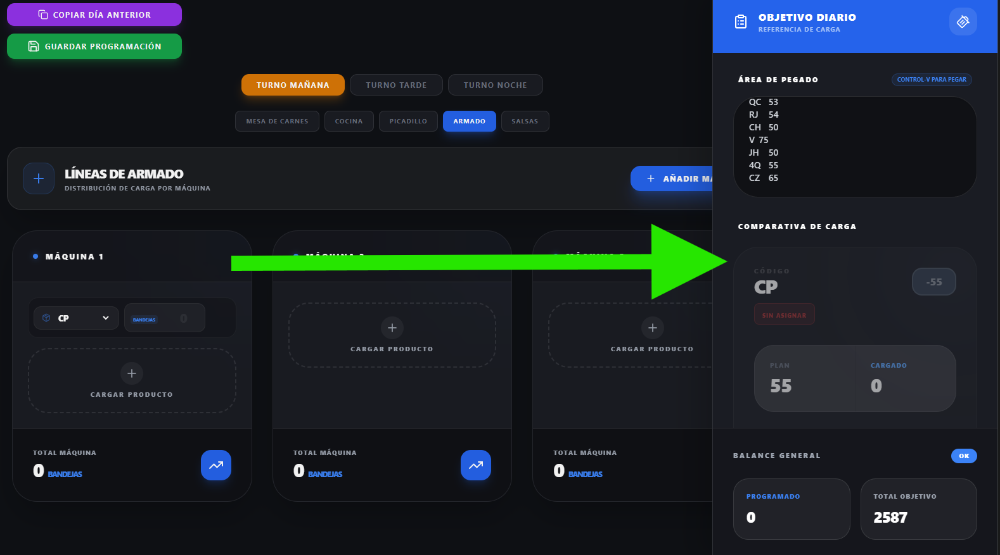 COPIAR DÍA ANTERIOR
GUARDAR PROGRAMACIÓN
TURNO MAÑANA
TURNO TARDE
TURNO NOCHE
MESA DE CARNES
COCINA
PICADILLO
ARMADO
SALSAS
LÍNEAS DE ARMADO
DISTRIBUCIÓN DE CARGA POR MÁQUINA
AÑADIR
MÁQUINA 1
CP
BANDEJAS
0
CARGAR PRODUCTO
TOTAL MÁQUINA
0 BANDEJAS
CARGAR PRODUCTO
TOTAL MÁQUINA
0 BANDEJAS
CARGAR PRODUCTO
TOTAL MÁQUINA
0 BANDEJAS
OBJETIVO DIARIO
REFERENCIA DE CARGA
ÁREA DE PEGADO
CONTROL-V PARA PEGAR
QC 53
RJ 54
CH 50
V 75
JH 50
4Q 55
CZ 65
COMPARATIVA DE CARGA
CÓDIGO
CP
-55
SIN ASIGNAR
PLAN
55
CARGADO
0
BALANCE GENERAL
OK
PROGRAMADO
0
TOTAL OBJETIVO
2587